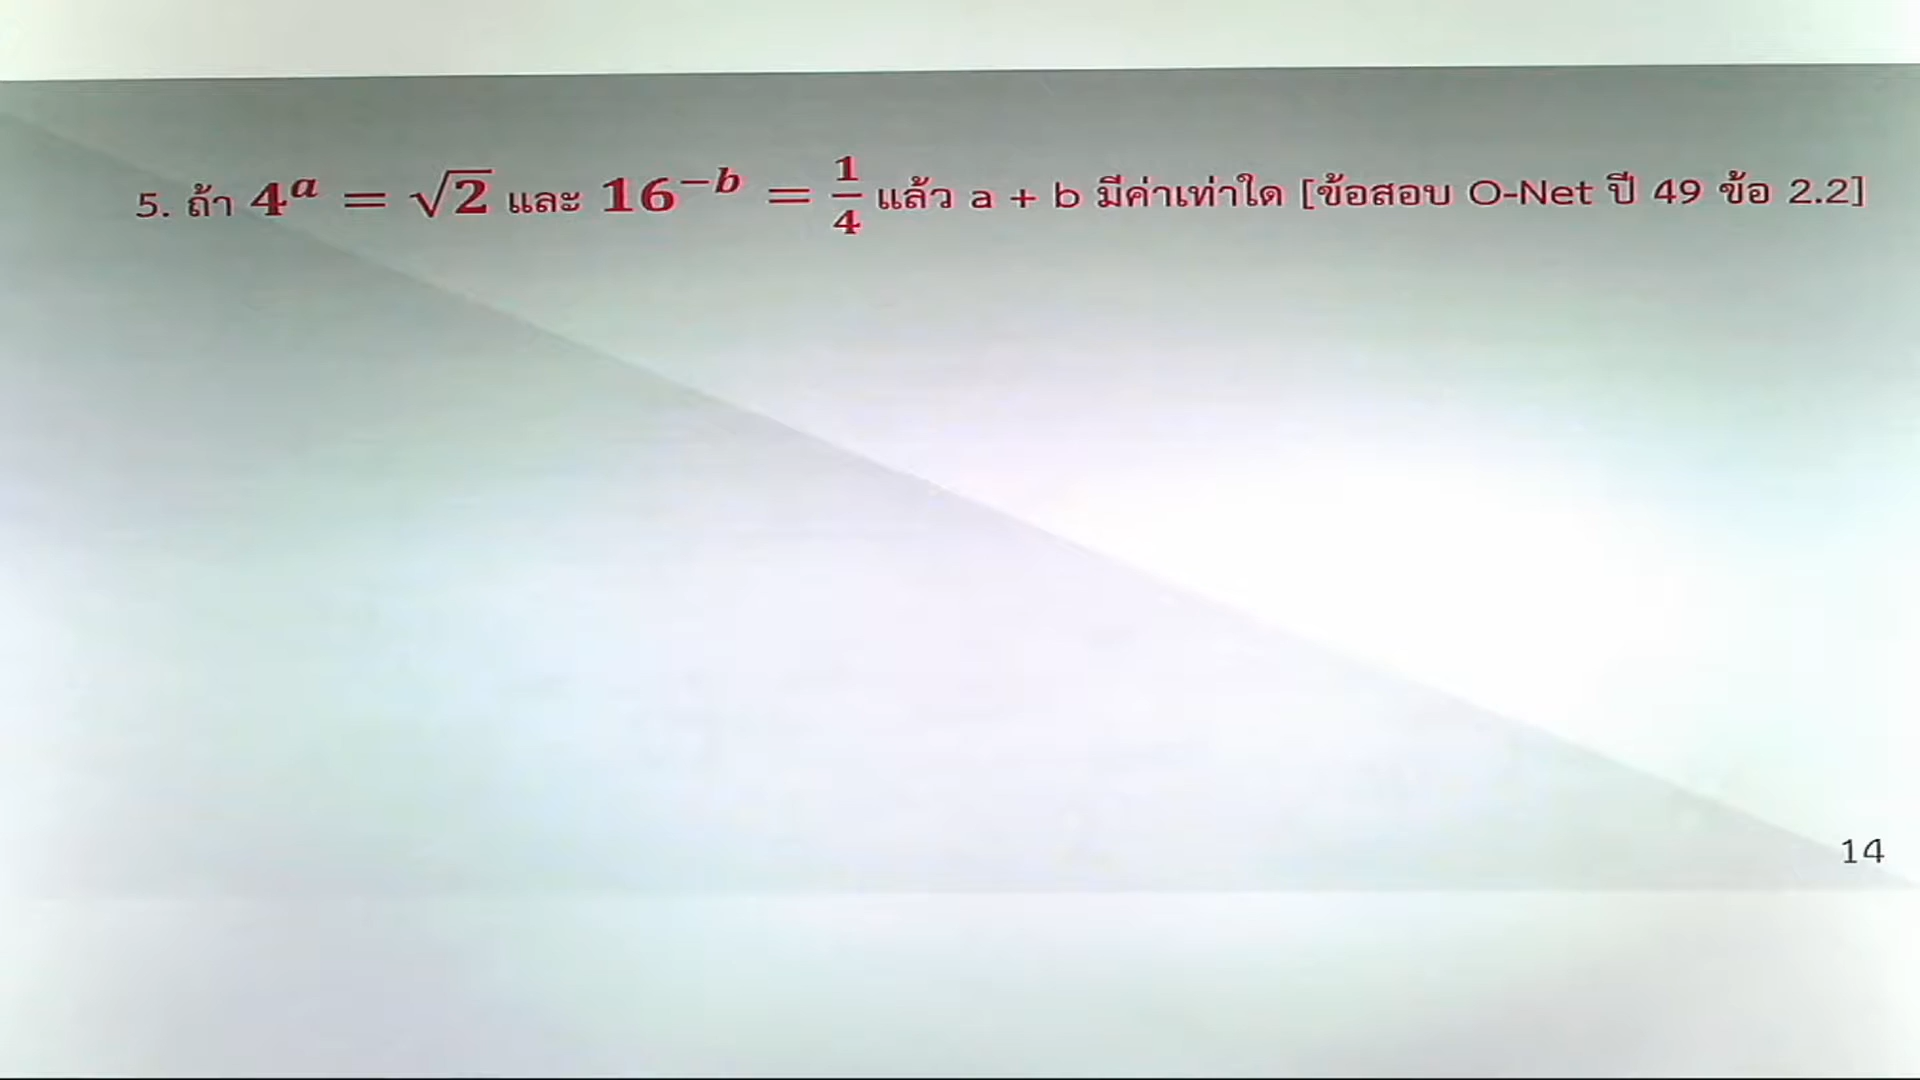 5. ถ้า 4^a = √2 และ 16^-b = 1/4 แล้ว a + b มีค่าเท่าใด [ข้อสอบ O-Net ปี 49 ข้อ 2.2]
14